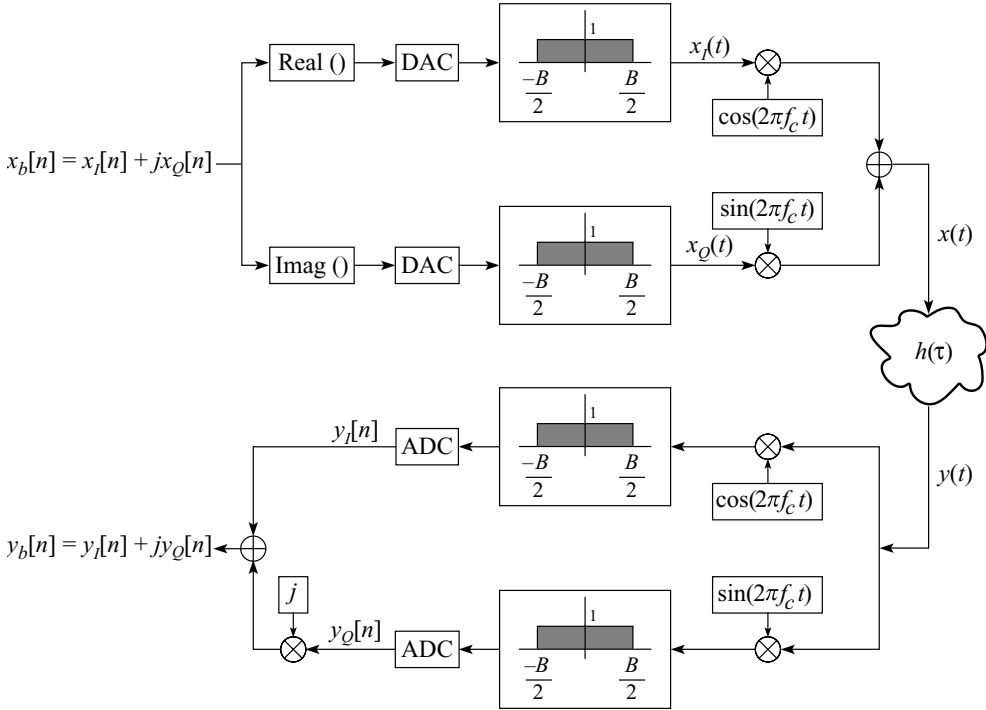 1
Real ()
DAC
x_I(t)
−B/2
B/2
cos(2πf_c t)
x_b[n] = x_I[n] + jx_Q[n]
sin(2πf_c t)
1
Imag ()
DAC
x_Q(t)
x(t)
−B/2
B/2
h(τ)
1
y_I[n]
ADC
−B/2
B/2
cos(2πf_c t)
y(t)
y_b[n] = y_I[n] + jy_Q[n]
j
sin(2πf_c t)
1
y_Q[n]
ADC
−B/2
B/2